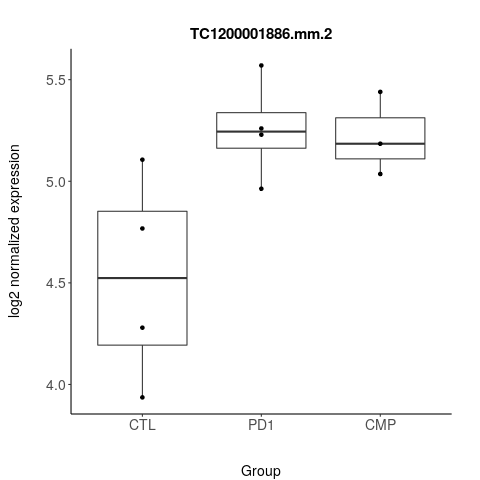 TC1200001886.mm.2
log2 normalized expression
5.5
5.0
4.5
4.0
CTL PD1 CMP
Group